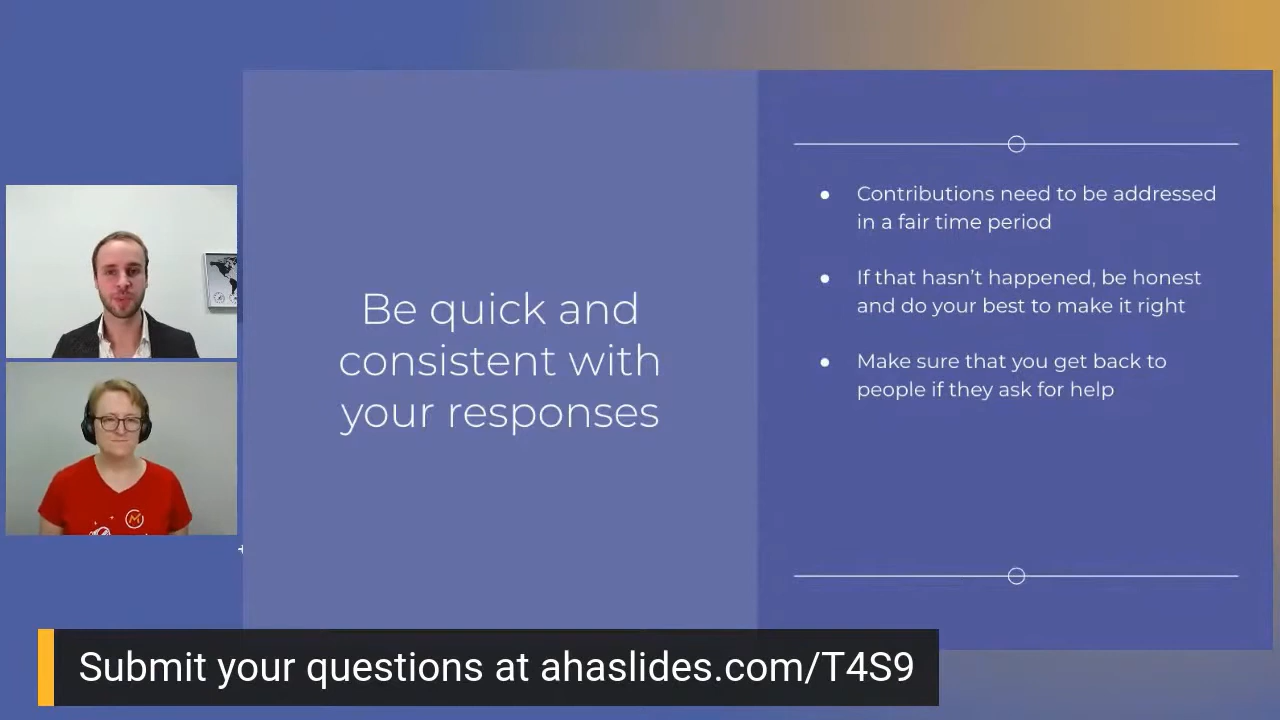 Be quick and
consistent with
your responses
Contributions need to be addressed
in a fair time period
If that hasn't happened, be honest
and do your best to make it right
Make sure that you get back to
people if they ask for help
Submit your questions at ahaslides.com/T4S9